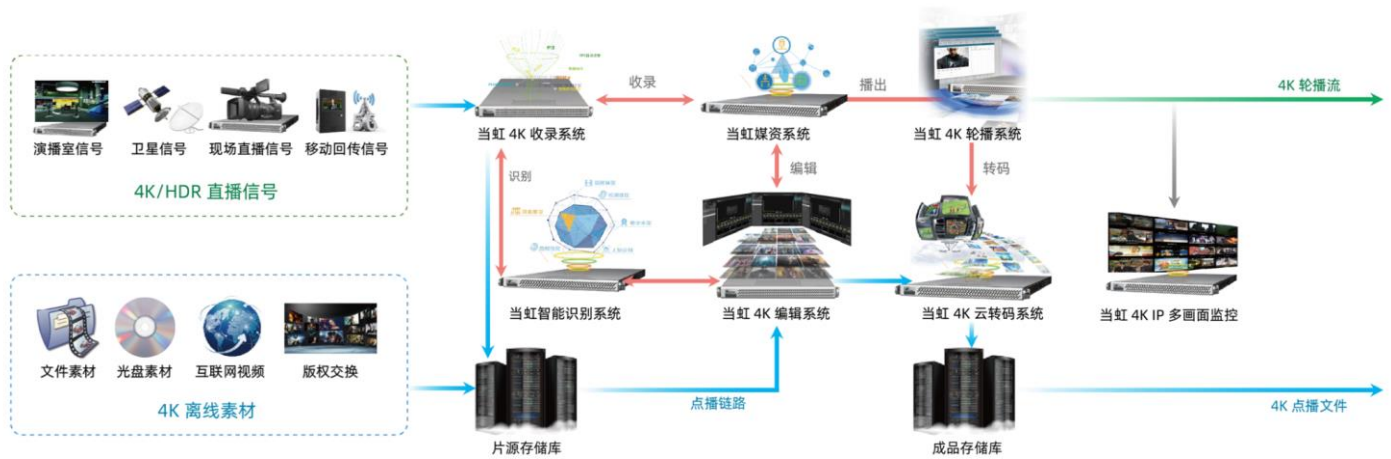 收录
播出
4K 轮播流
演播室信号
卫星信号
现场直播信号
移动回传信号
4K/HDR 直播信号
当虹 4K 收录系统
当虹媒资系统
当虹 4K 轮播系统
识别
编辑
转码
当虹智能识别系统
当虹 4K 编辑系统
当虹 4K 云转码系统
当虹 4K IP 多画面监控
文件素材
光盘素材
互联网视频
版权交换
4K 离线素材
点播链路
4K 点播文件
片源存储库
成品存储库